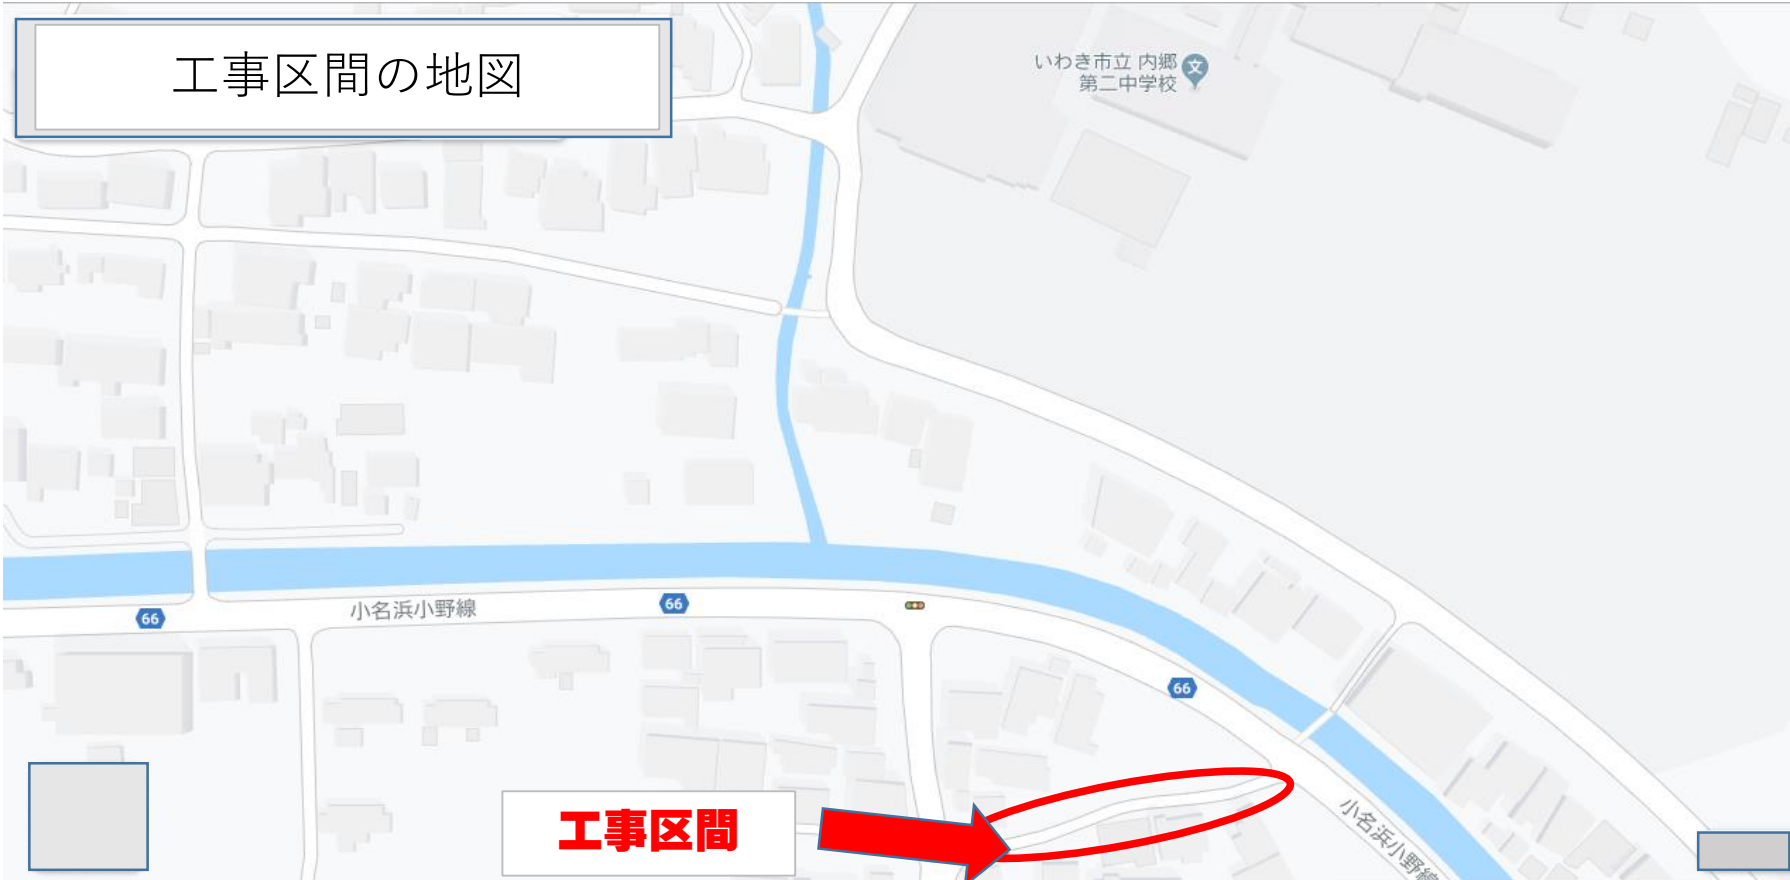 工事区間の地図
いわき市立 内郷
第二中学校
文
66
小名浜小野線
66
66
工事区間
小名浜小野線